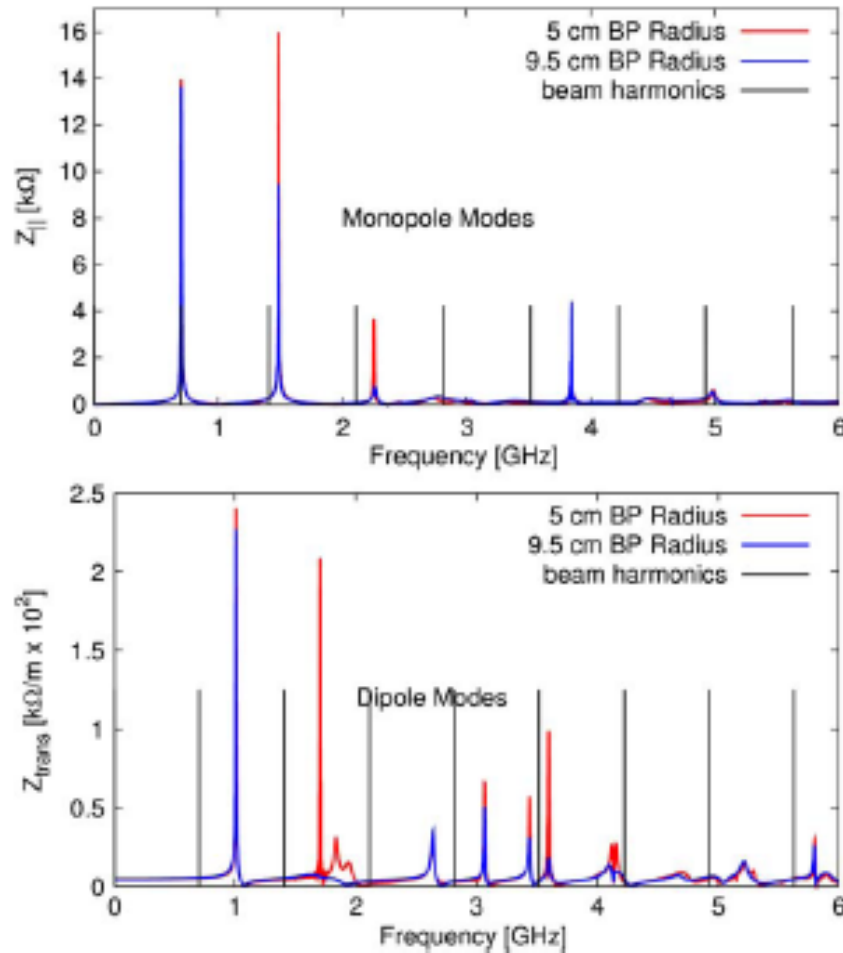 16
14
12
10
8
6
4
2
0
Z|| [kΩ]
5 cm BP Radius
9.5 cm BP Radius
beam harmonics
Monopole Modes
0 1 2 3 4 5 6
Frequency [GHz]
2.5
2
1.5
1
0.5
0
Ztrans [kΩ/m x 10²]
5 cm BP Radius
9.5 cm BP Radius
beam harmonics
Dipole Modes
0 1 2 3 4 5 6
Frequency [GHz]